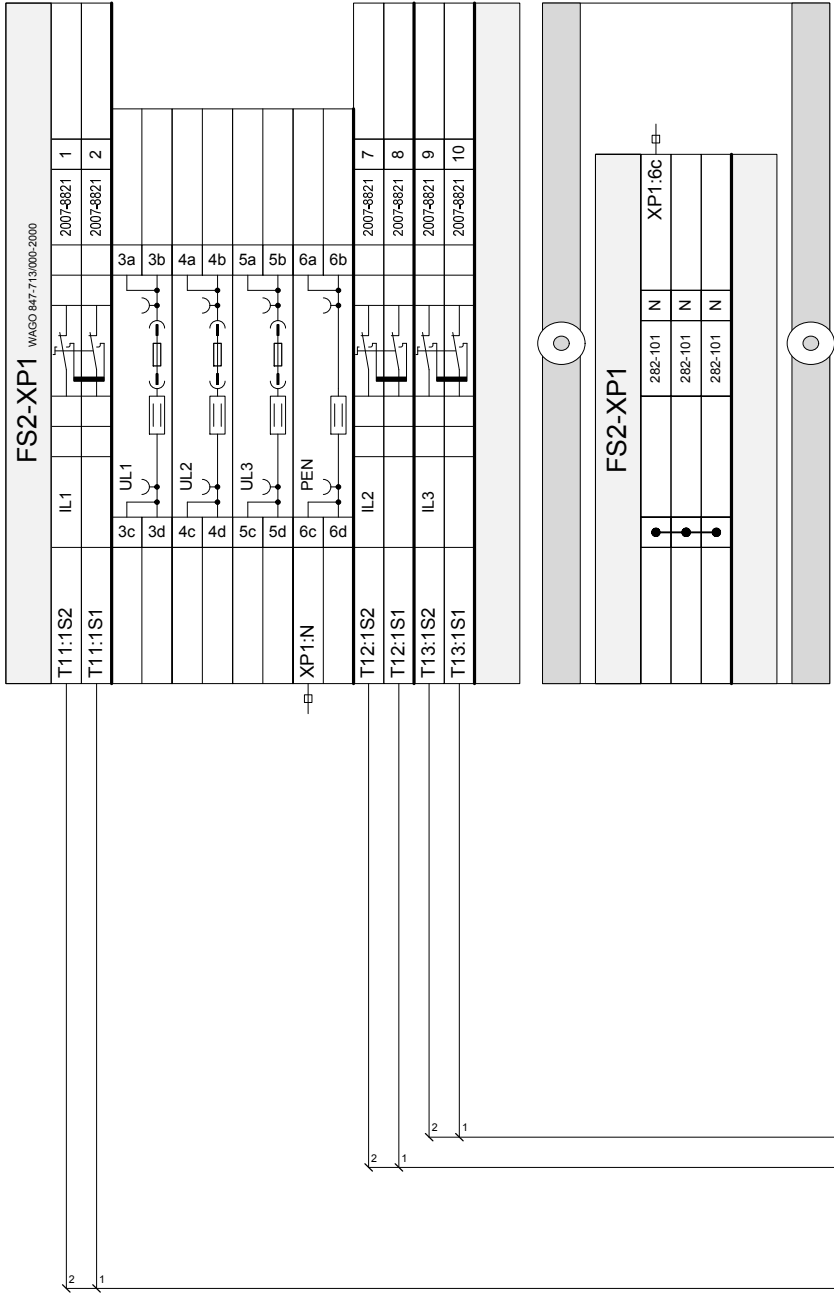 FS2-XP1 WAGO 847-713/000-2000
T11:1S2 IL1 2007-8821 1
T11:1S1 2007-8821 2
3c UL1 3a
3d 3b
4c UL2 4a
4d 4b
5c UL3 5a
5d 5b
XP1:N 6c PEN 6a
6d 6b
T12:1S2 IL2 2007-8821 7
T12:1S1 2007-8821 8
T13:1S2 IL3 2007-8821 9
T13:1S1 2007-8821 10
FS2-XP1
282-101 N XP1:6c
282-101 N
282-101 N
2 1
2 1
2 1